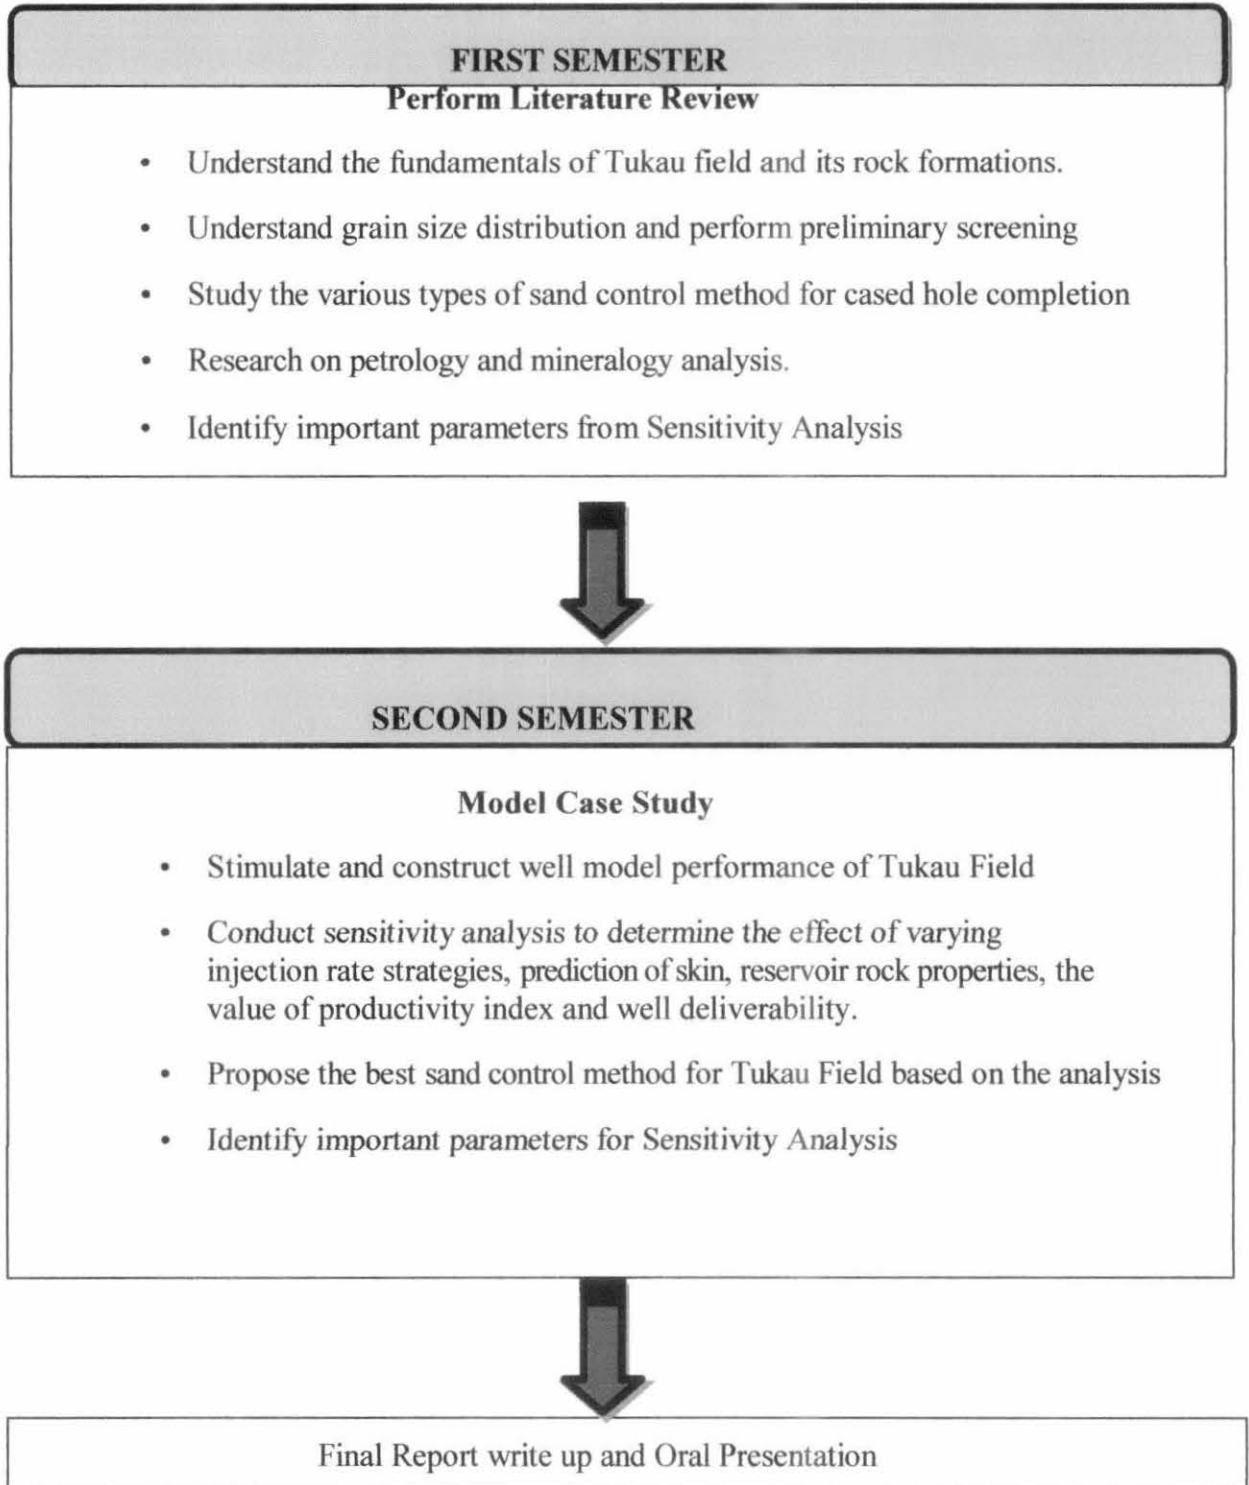 FIRST SEMESTER
Perform Literature Review
• Understand the fundamentals of Tukau field and its rock formations.
• Understand grain size distribution and perform preliminary screening
• Study the various types of sand control method for cased hole completion
• Research on petrology and mineralogy analysis.
• Identify important parameters from Sensitivity Analysis
SECOND SEMESTER
Model Case Study
• Stimulate and construct well model performance of Tukau Field
• Conduct sensitivity analysis to determine the effect of varying
injection rate strategies, prediction of skin, reservoir rock properties, the
value of productivity index and well deliverability.
• Propose the best sand control method for Tukau Field based on the analysis
• Identify important parameters for Sensitivity Analysis
Final Report write up and Oral Presentation